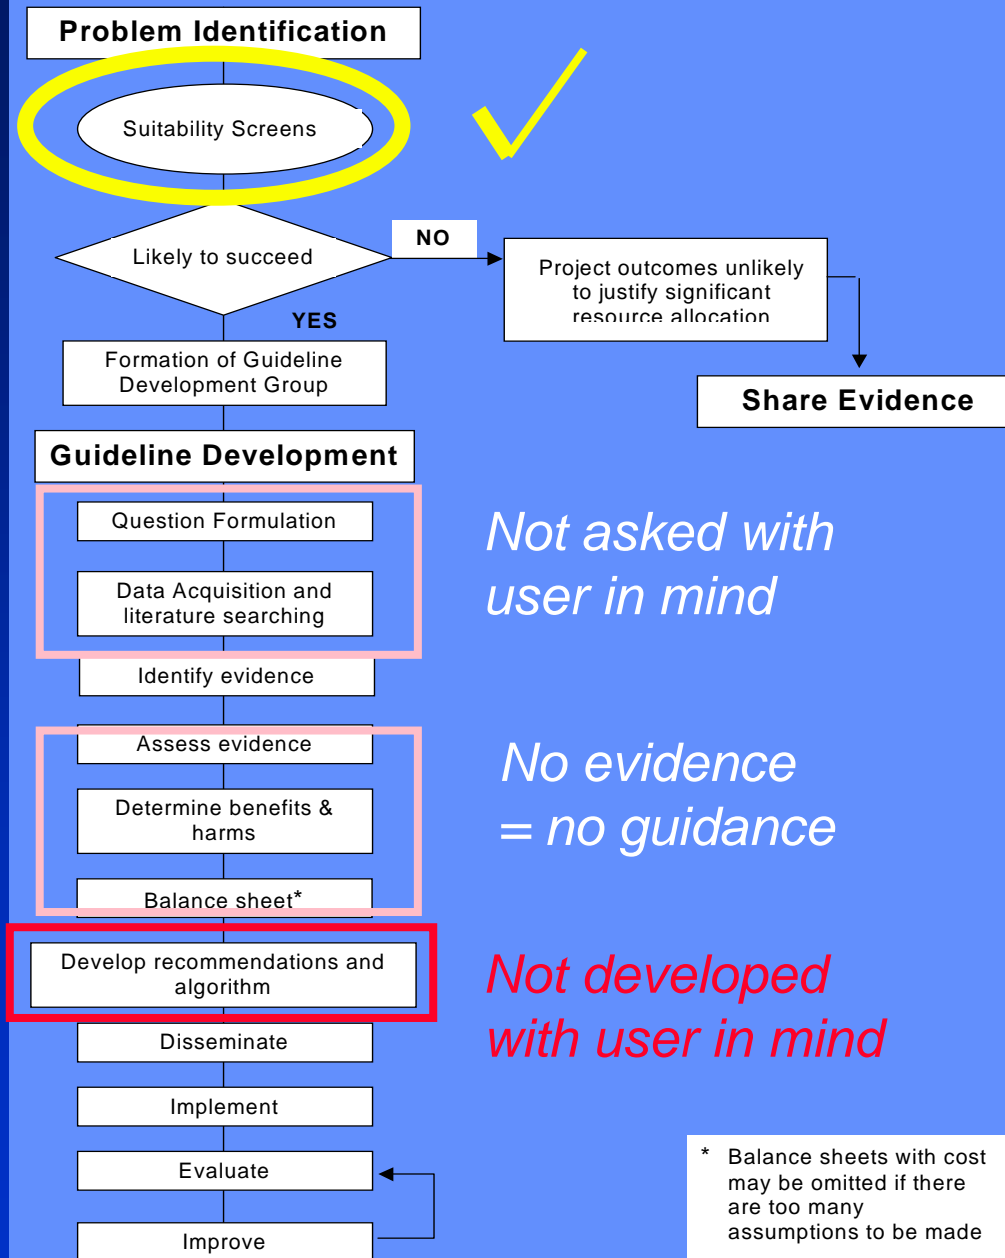 Problem Identification
Suitability Screens
Likely to succeed
NO
Project outcomes unlikely
to justify significant
resource allocation
Share Evidence
YES
Formation of Guideline
Development Group
Guideline Development
Question Formulation
Data Acquisition and
literature searching
Not asked with
user in mind
Identify evidence
Assess evidence
Determine benefits &
harms
Balance sheet*
No evidence
= no guidance
Develop recommendations and
algorithm
Not developed
with user in mind
Disseminate
Implement
Evaluate
Improve
* Balance sheets with cost
may be omitted if there
are too many
assumptions to be made